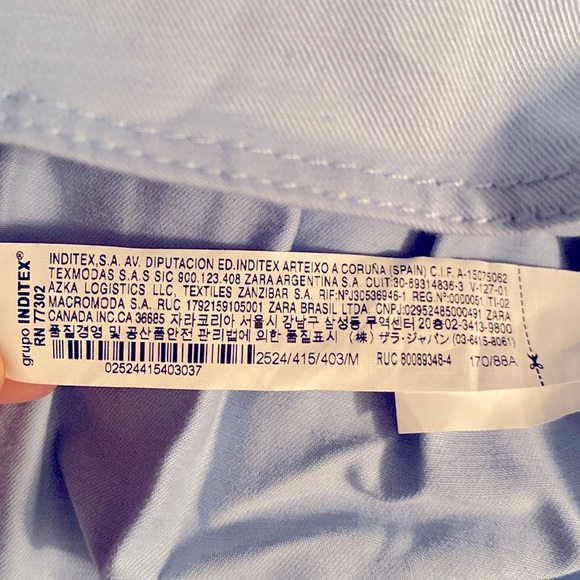 grupo INDITEX®
RN 77302
INDITEX,S.A. AV. DIPUTACION ED.INDITEX ARTEIXO A CORUÑA (SPAIN) C.I.F. A-15075062
TEXMODAS S.A.S SIC 900.123.408 ZARA ARGENTINA S.A. CUIT:30-69314836-3 V-127-01
AZKA LOGISTICS LLC, TEXTILES ZANZIBAR S.A. RIF:NºJ30536946-1 REG.Nº:0000051 TI-02
MACROMODA S.A. RUC 1792159105001 ZARA BRASIL LTDA. CNPJ:02952485000491 ZARA
CANADA INC.CA 36685 자라코리아 서울시 강남구 삼성동 무역센터 20층02-3413-9800
품질경영 및 공산품안전 관리법에 의한 품질표시 (株) ザラ・ジャパン (03-6415-8061)
2524/415/403/M RUC 80089348-4 170/88A
02524415403037